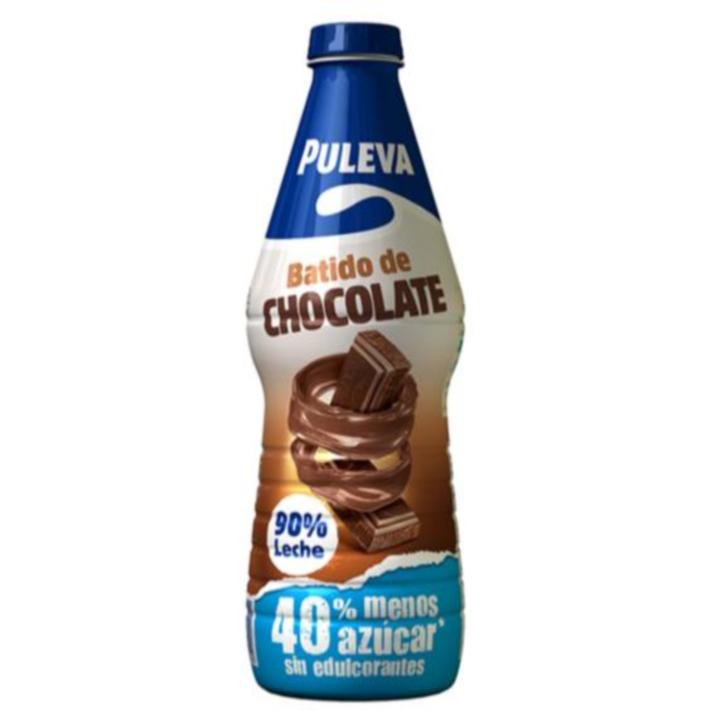 PULEVA
Batido de
CHOCOLATE
90%
Leche
40% menos
azúcar*
sin edulcorantes